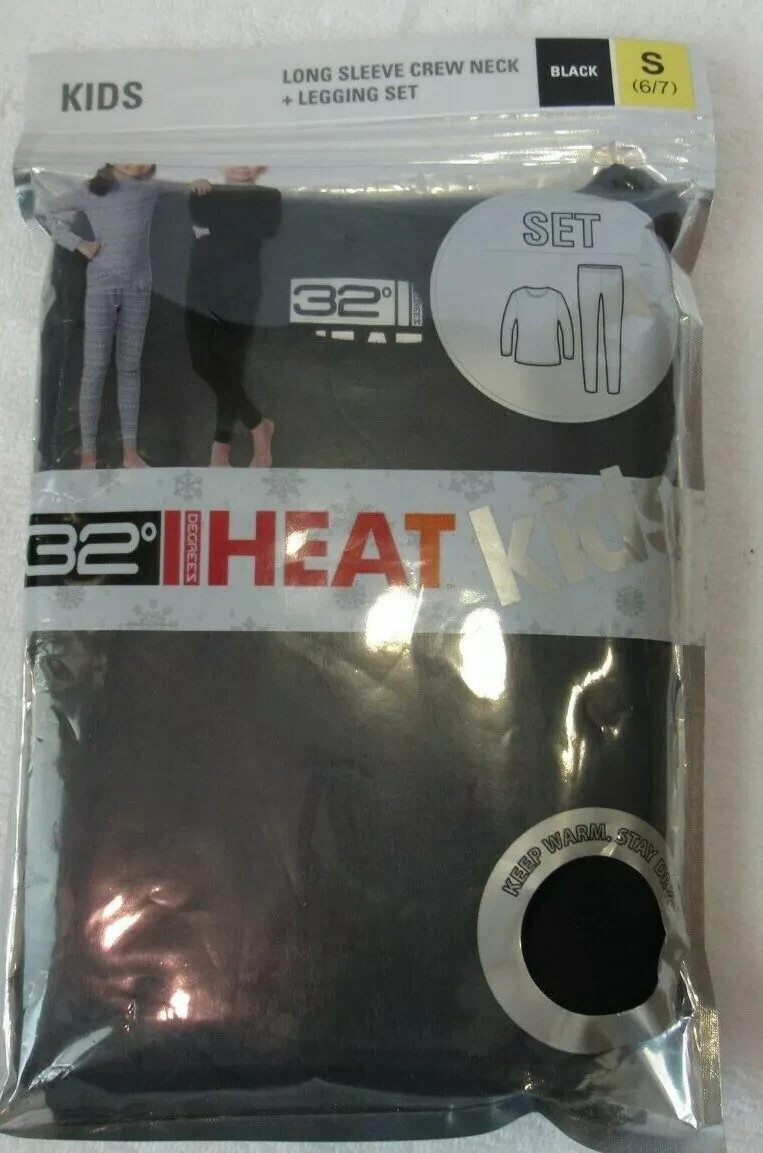 KIDS
LONG SLEEVE CREW NECK
+ LEGGING SET
BLACK
S
(6/7)
SET
32°
32° DEGREES HEAT kids
KEEP WARM. STAY